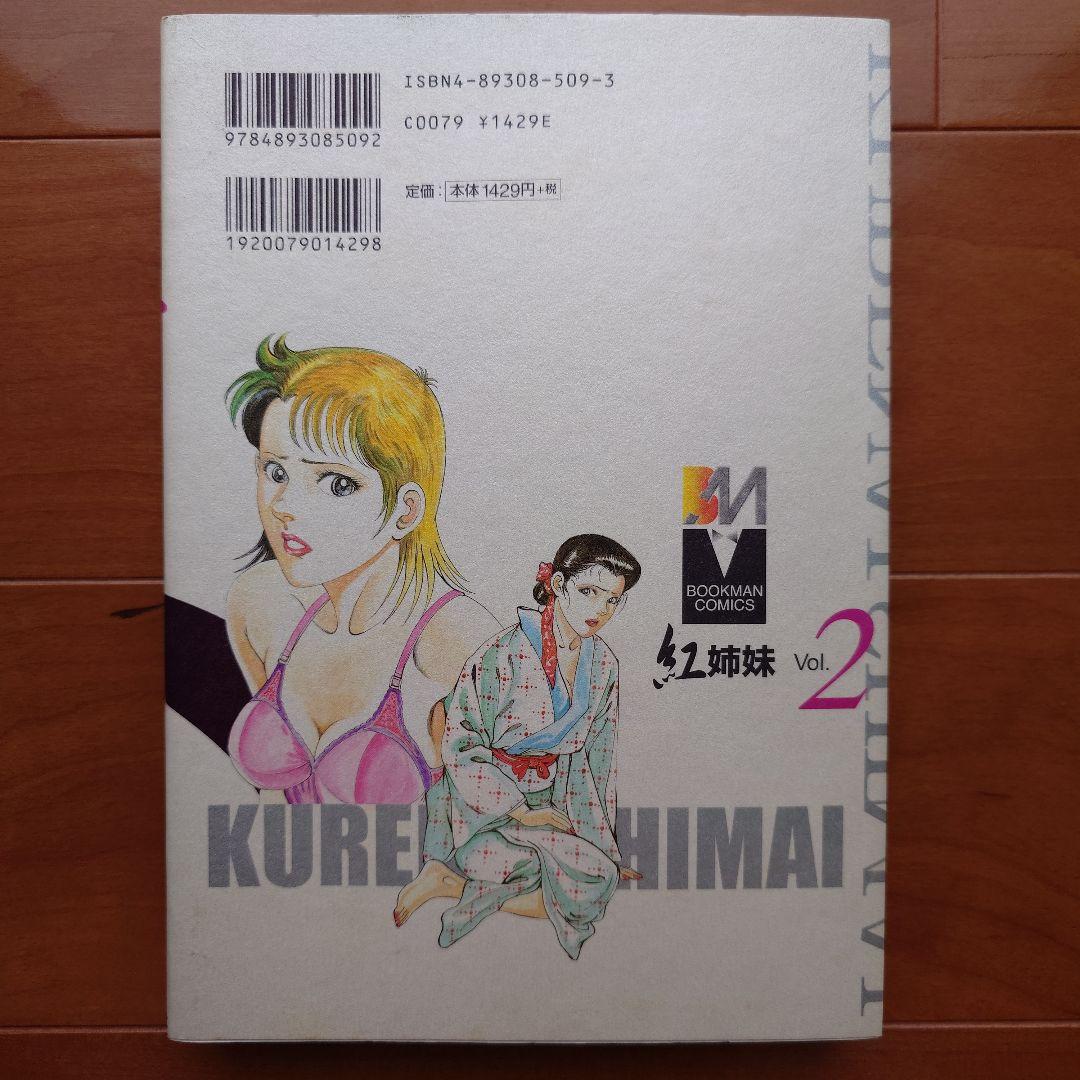 ISBN4-89308-509-3
C0079 ¥1429E
9784893085092
定価:本体1429円+税
1920079014298
BM
BOOKMAN
COMICS
紅姉妹 Vol.2
KURE HIMAI